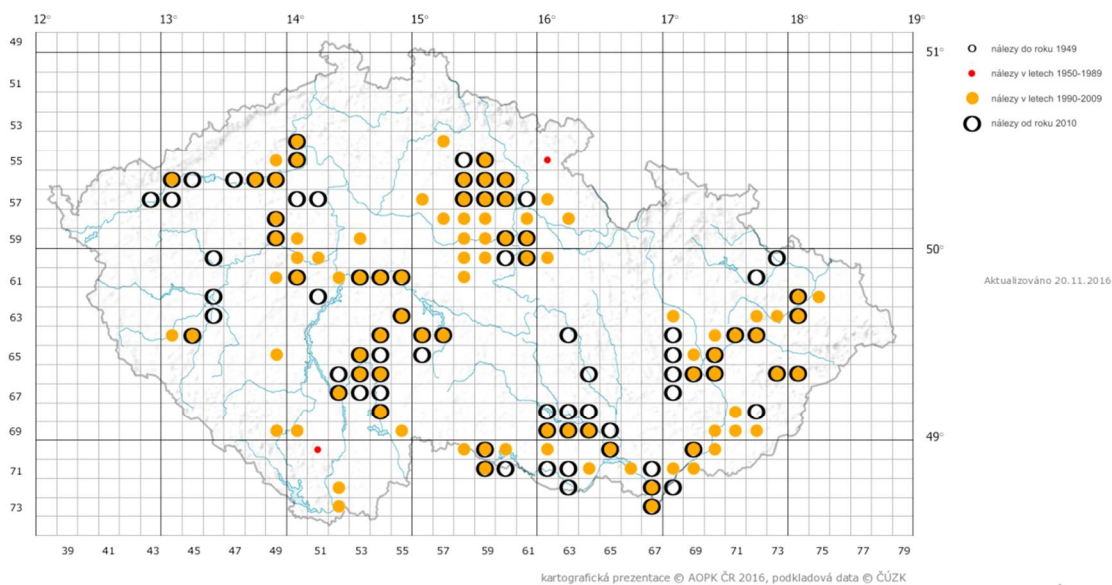 12° 13° 14° 15° 16° 17° 18° 19°
49
51
53
55
57
59
61
63
65
67
69
71
73
51°
50°
49°
39 41 43 45 47 49 51 53 55 57 59 61 63 65 67 69 71 73 75 77 79
nálezy do roku 1949
nálezy v letech 1950-1989
nálezy v letech 1990-2009
nálezy od roku 2010
Aktualizováno 20.11.2016
kartografická prezentace © AOPK ČR 2016, podkladová data © ČÚZK